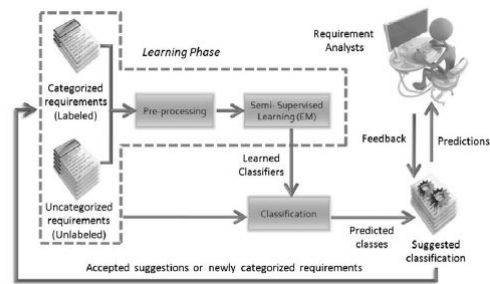 Learning Phase
Requirement
Analysts
Categorized
requirements
(Labeled)
Pre-processing
Semi- Supervised
Learning (EM)
Feedback
Predictions
Learned
Classifiers
Uncategorized
requirements
(Unlabeled)
Classification
Predicted
classes
Suggested
classification
Accepted suggestions or newly categorized requirements